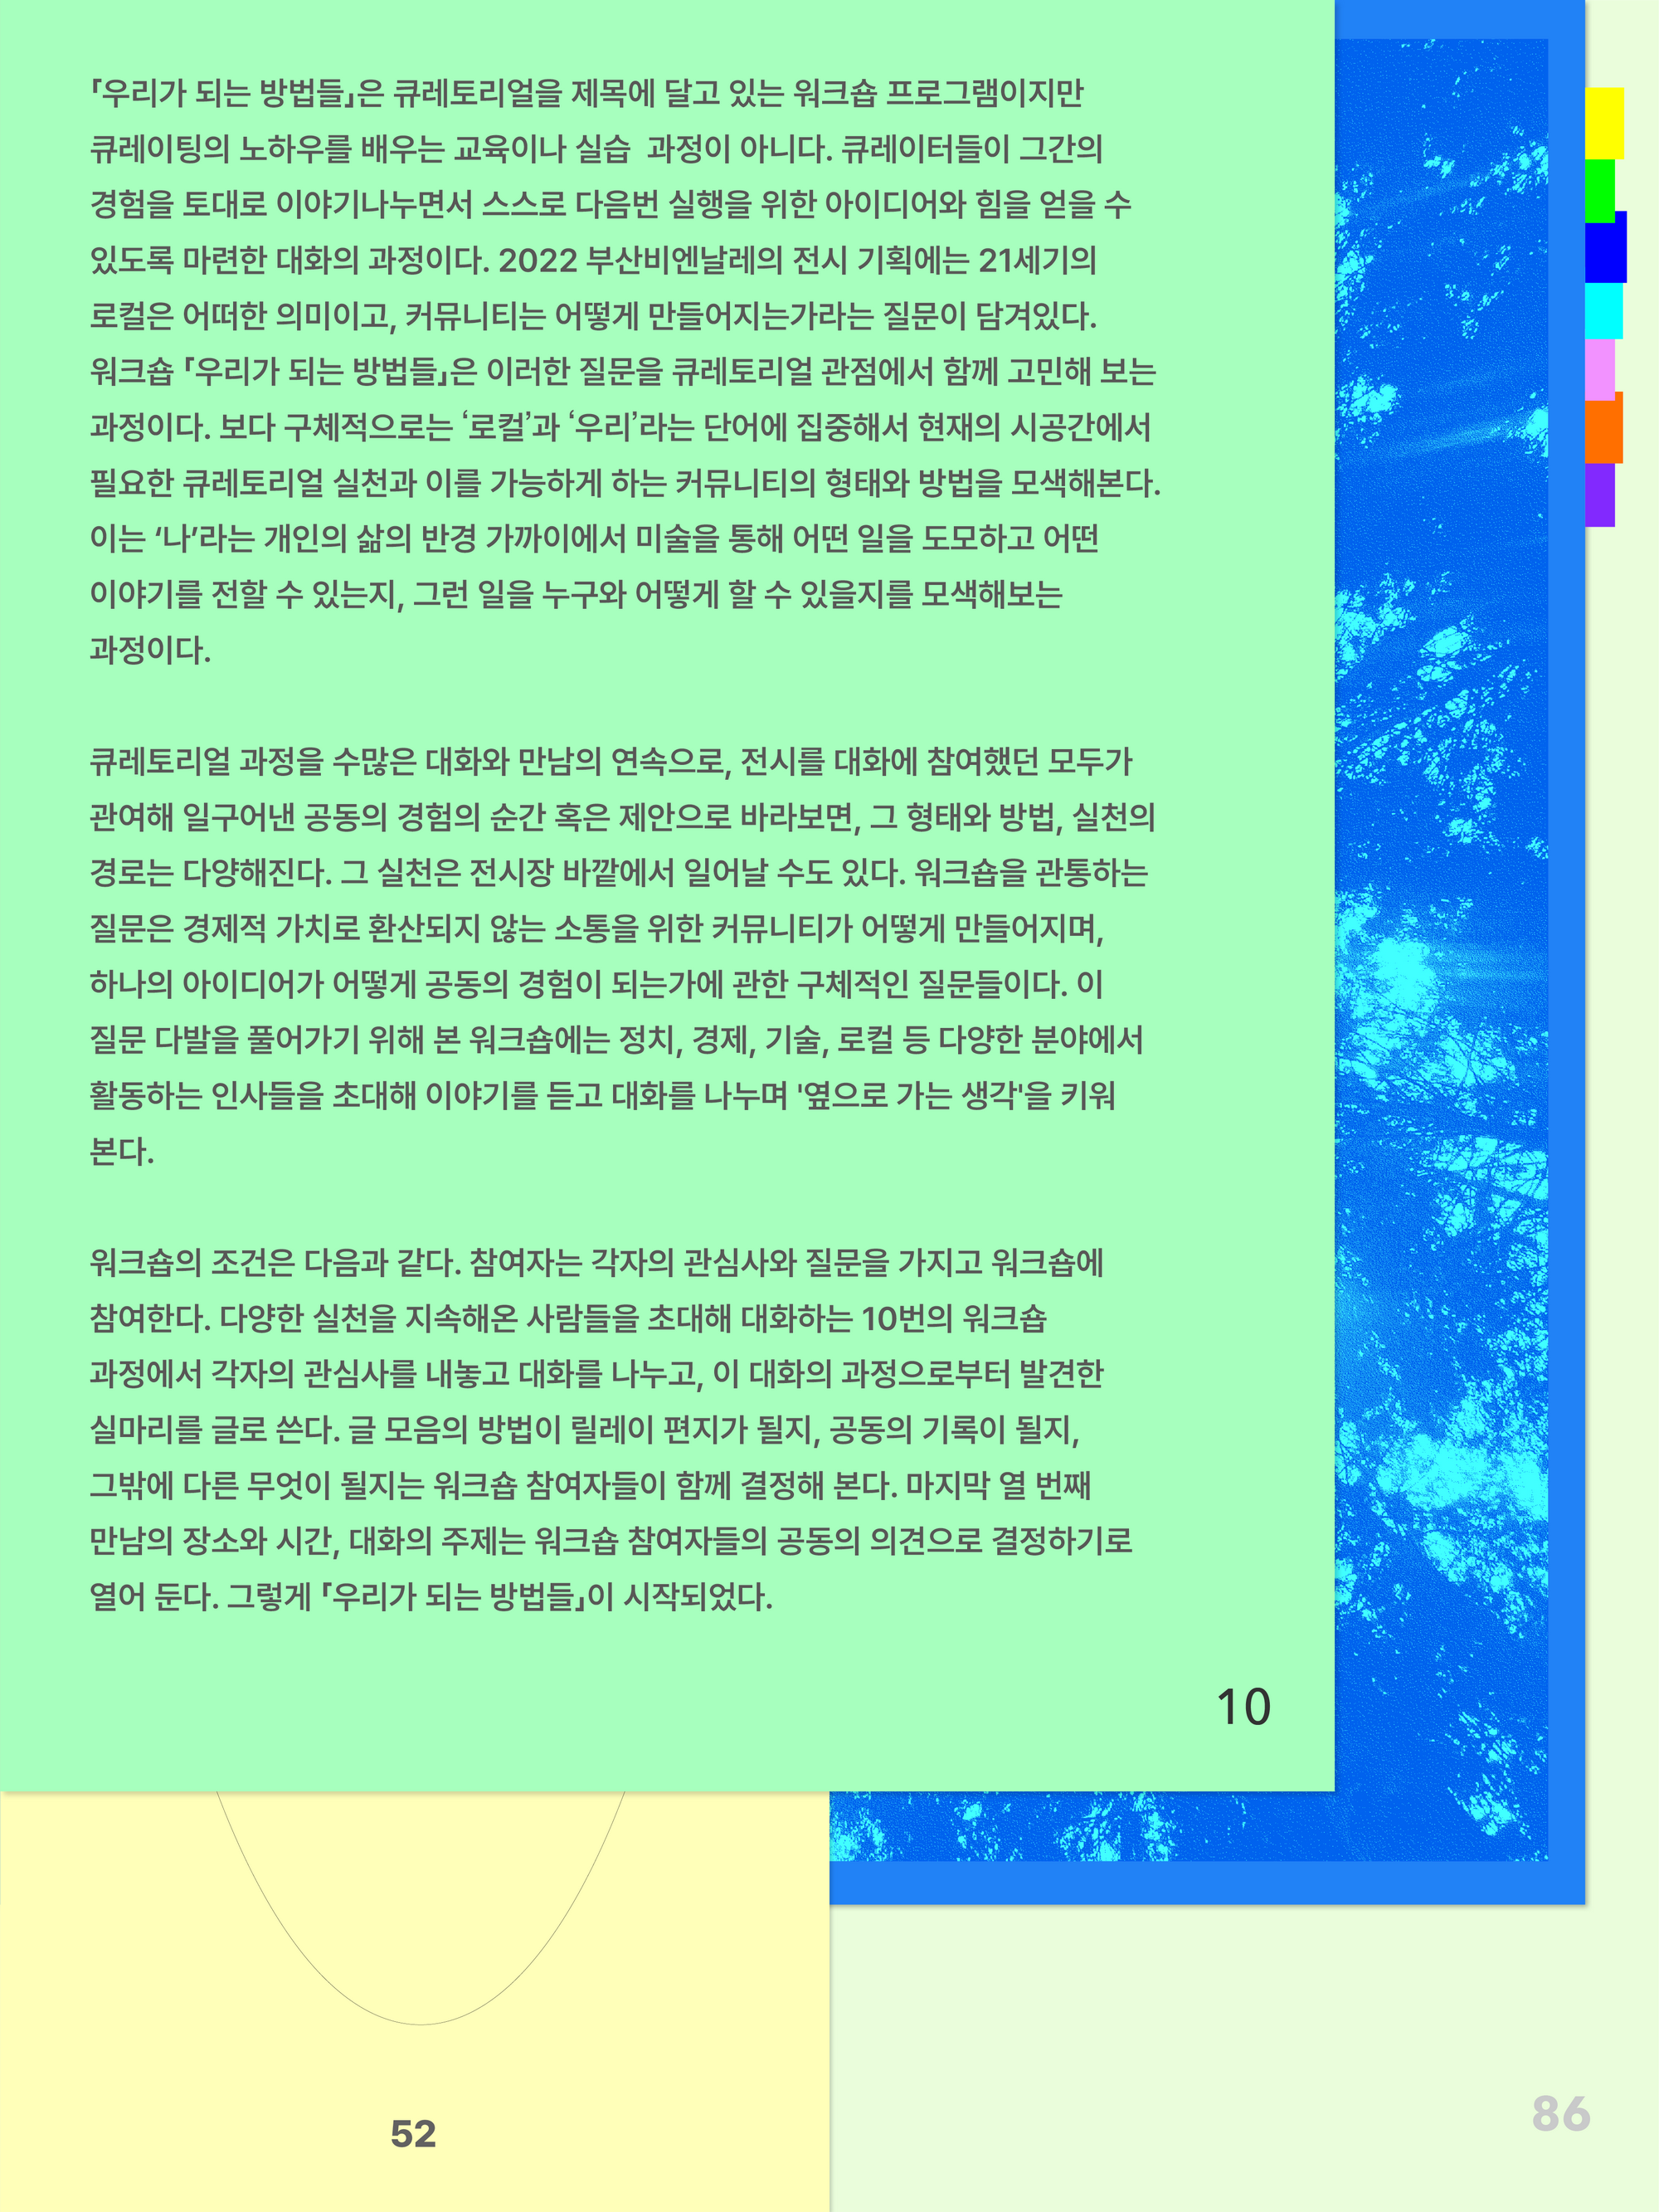 『우리가 되는 방법들』은 큐레토리얼을 제목에 달고 있는 워크숍 프로그램이지만
큐레이팅의 노하우를 배우는 교육이나 실습  과정이 아니다. 큐레이터들이 그간의
경험을 토대로 이야기나누면서 스스로 다음번 실행을 위한 아이디어와 힘을 얻을 수
있도록 마련한 대화의 과정이다. 2022 부산비엔날레의 전시 기획에는 21세기의
로컬은 어떠한 의미이고, 커뮤니티는 어떻게 만들어지는가라는 질문이 담겨있다.
워크숍 『우리가 되는 방법들』은 이러한 질문을 큐레토리얼 관점에서 함께 고민해 보는
과정이다. 보다 구체적으로는 ‘로컬’과 ‘우리’라는 단어에 집중해서 현재의 시공간에서
필요한 큐레토리얼 실천과 이를 가능하게 하는 커뮤니티의 형태와 방법을 모색해본다.
이는 ‘나’라는 개인의 삶의 반경 가까이에서 미술을 통해 어떤 일을 도모하고 어떤
이야기를 전할 수 있는지, 그런 일을 누구와 어떻게 할 수 있을지를 모색해보는
과정이다.
큐레토리얼 과정을 수많은 대화와 만남의 연속으로, 전시를 대화에 참여했던 모두가
관여해 일구어낸 공동의 경험의 순간 혹은 제안으로 바라보면, 그 형태와 방법, 실천의
경로는 다양해진다. 그 실천은 전시장 바깥에서 일어날 수도 있다. 워크숍을 관통하는
질문은 경제적 가치로 환산되지 않는 소통을 위한 커뮤니티가 어떻게 만들어지며,
하나의 아이디어가 어떻게 공동의 경험이 되는가에 관한 구체적인 질문들이다. 이
질문 다발을 풀어가기 위해 본 워크숍에는 정치, 경제, 기술, 로컬 등 다양한 분야에서
활동하는 인사들을 초대해 이야기를 듣고 대화를 나누며 '옆으로 가는 생각'을 키워
본다.
워크숍의 조건은 다음과 같다. 참여자는 각자의 관심사와 질문을 가지고 워크숍에
참여한다. 다양한 실천을 지속해온 사람들을 초대해 대화하는 10번의 워크숍
과정에서 각자의 관심사를 내놓고 대화를 나누고, 이 대화의 과정으로부터 발견한
실마리를 글로 쓴다. 글 모음의 방법이 릴레이 편지가 될지, 공동의 기록이 될지,
그밖에 다른 무엇이 될지는 워크숍 참여자들이 함께 결정해 본다. 마지막 열 번째
만남의 장소와 시간, 대화의 주제는 워크숍 참여자들의 공동의 의견으로 결정하기로
열어 둔다. 그렇게 『우리가 되는 방법들』이 시작되었다.
10
52
86